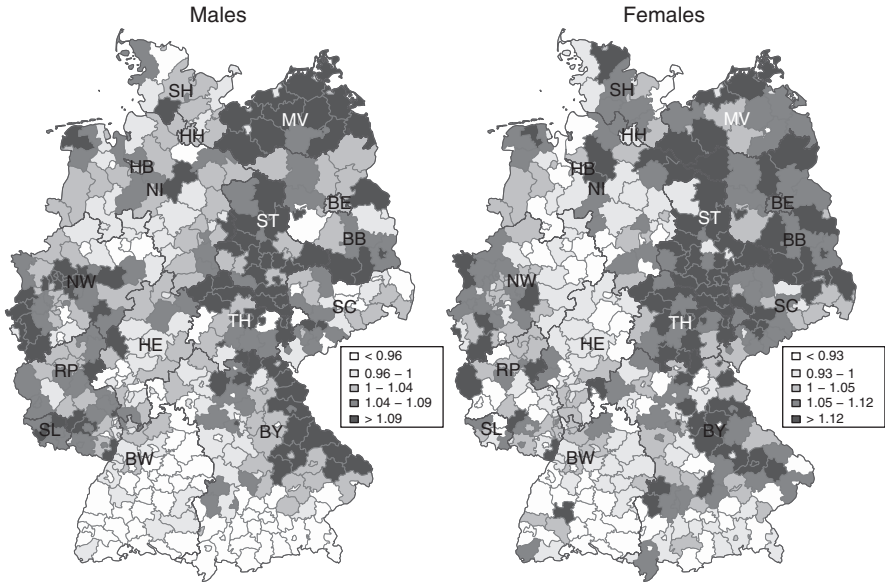 Males
SH
MV
HH
HB
NI
BE
ST
BB
NW
SC
TH
HE
RP
SL
BY
BW
< 0.96
0.96 – 1
1 – 1.04
1.04 – 1.09
> 1.09
Females
SH
MV
HH
HB
NI
BE
ST
BB
NW
SC
TH
HE
RP
SL
BY
BW
< 0.93
0.93 – 1
1 – 1.05
1.05 – 1.12
> 1.12